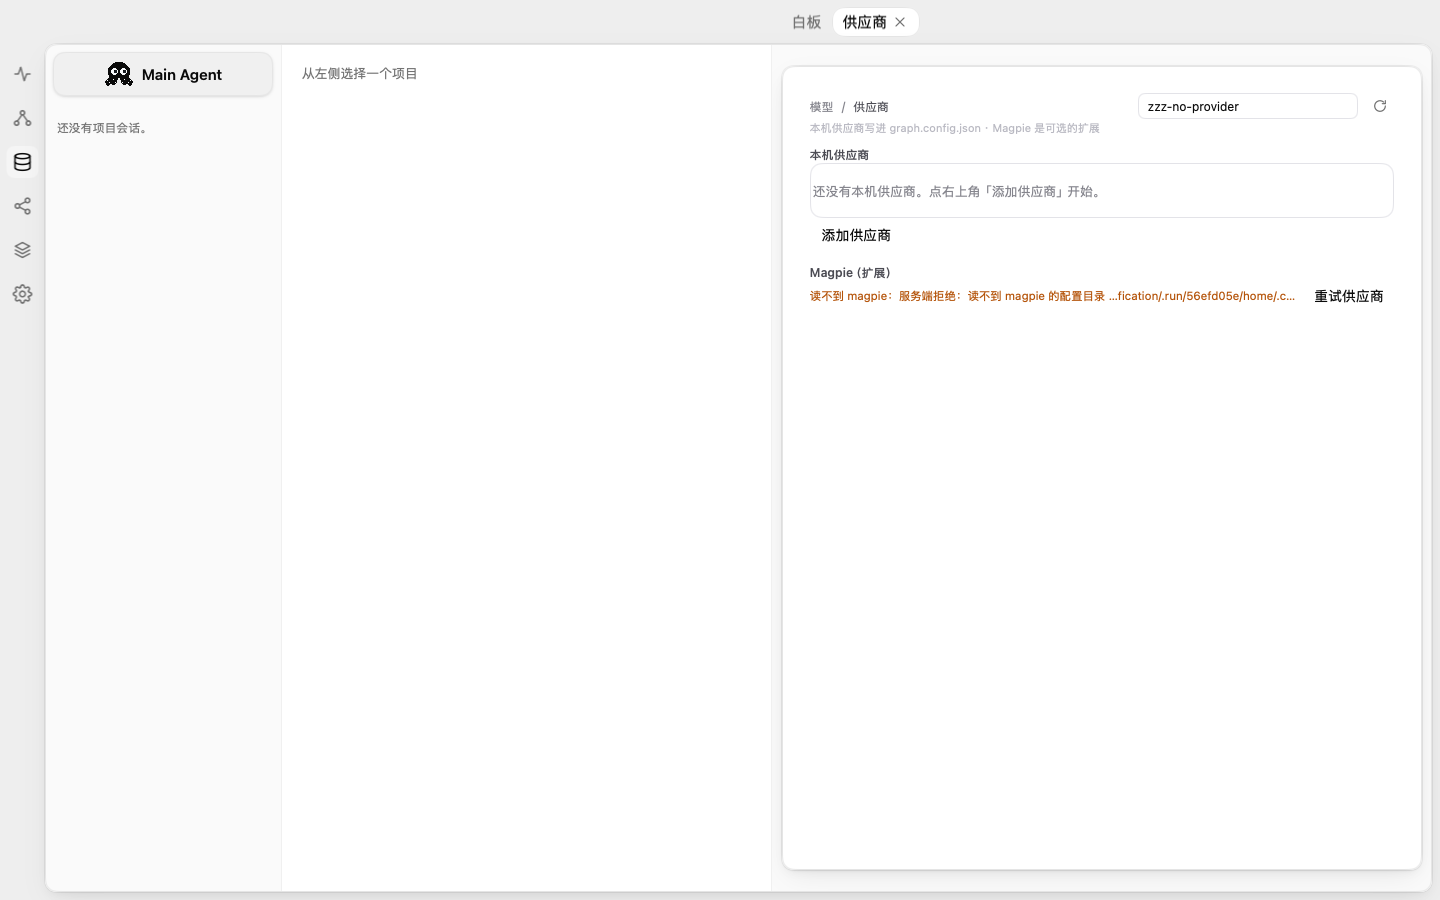 白板
供应商
Main Agent
还没有项目会话。
从左侧选择一个项目
模型 / 供应商
zzz-no-provider
本机供应商写进 graph.config.json · Magpie 是可选的扩展
本机供应商
还没有本机供应商。点右上角「添加供应商」开始。
添加供应商
Magpie (扩展)
读不到 magpie：服务端拒绝：读不到 magpie 的配置目录 ...fication/.run/56efd05e/home/.c...
重试供应商